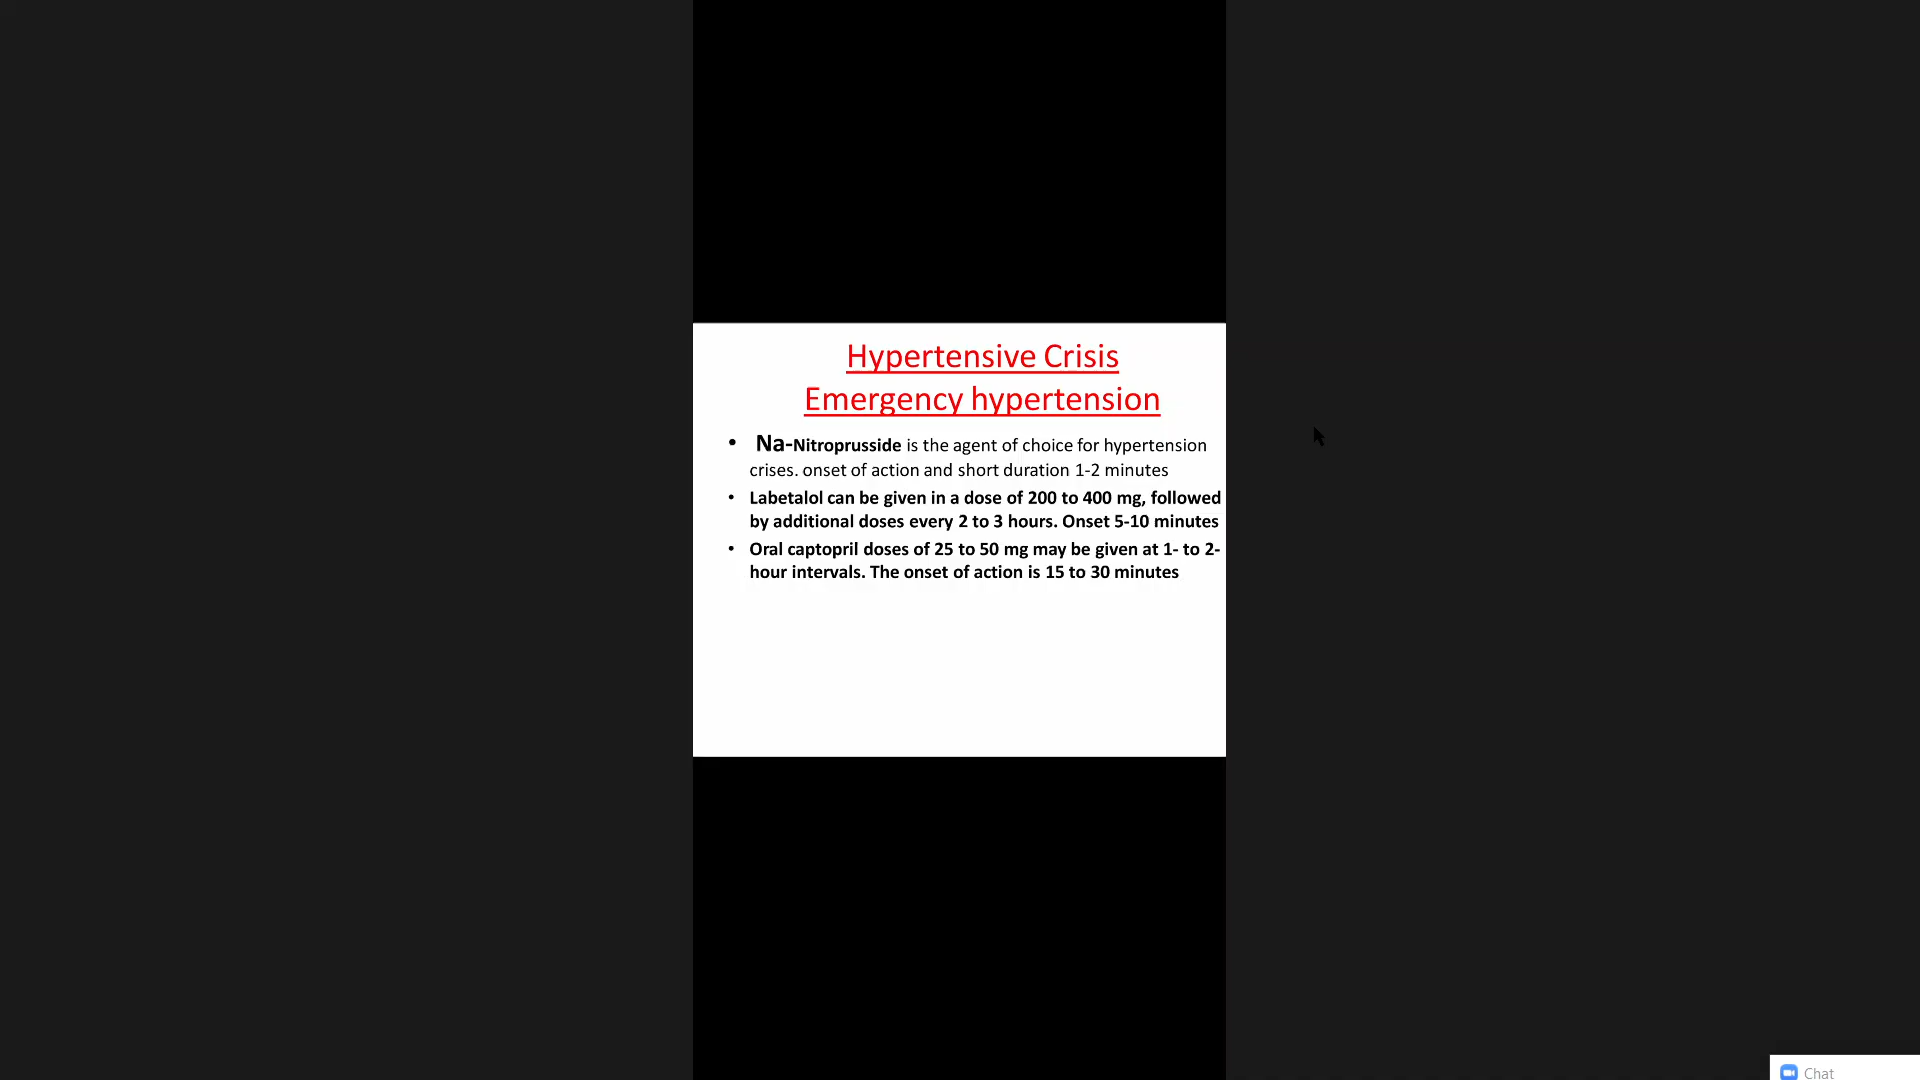 Hypertensive Crisis
Emergency hypertension
• Na-Nitroprusside is the agent of choice for hypertension
crises. onset of action and short duration 1-2 minutes
• Labetalol can be given in a dose of 200 to 400 mg, followed
by additional doses every 2 to 3 hours. Onset 5-10 minutes
• Oral captopril doses of 25 to 50 mg may be given at 1- to 2-
hour intervals. The onset of action is 15 to 30 minutes
Chat